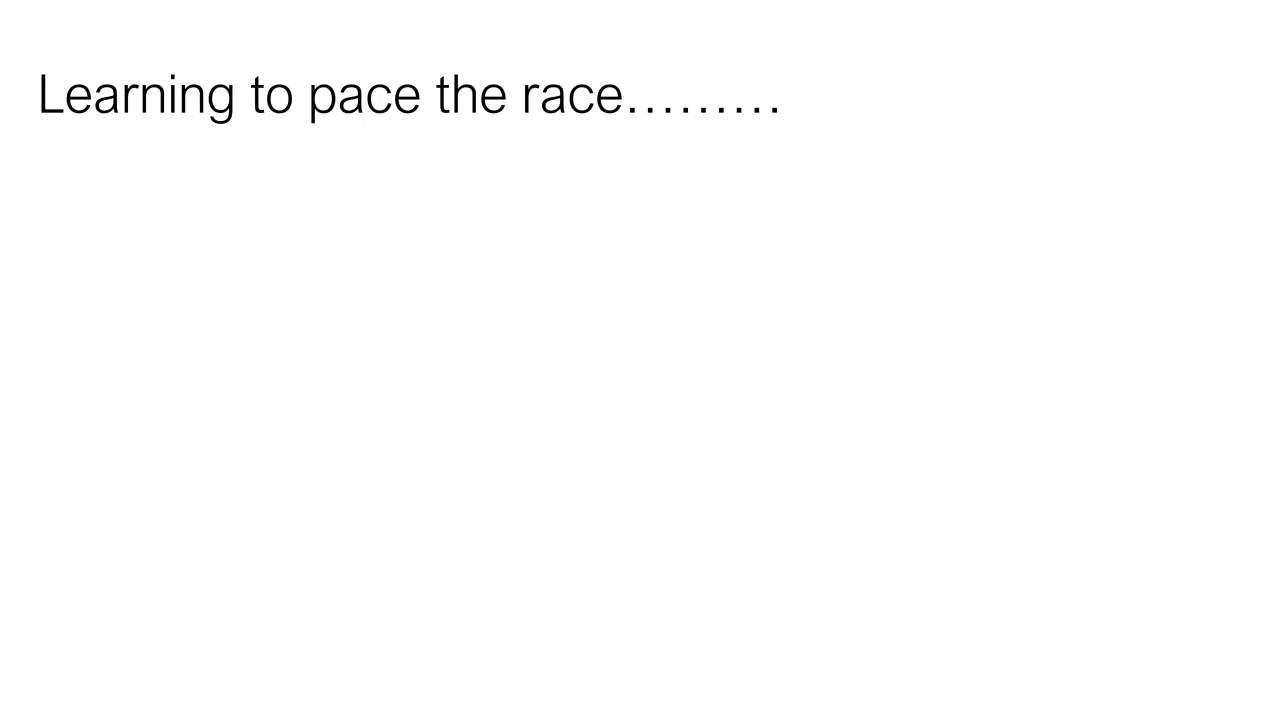 Learning to pace the race………